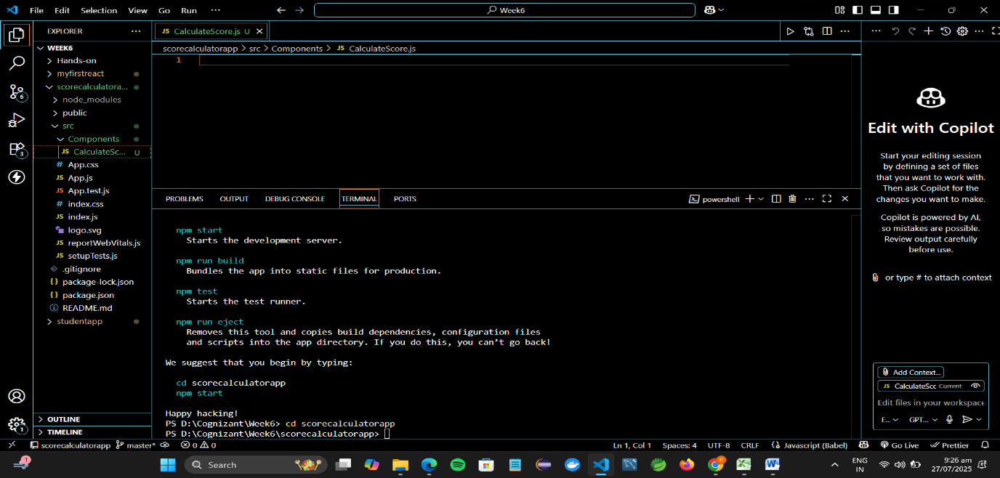 File Edit Selection View Go Run ··· Week6
EXPLORER ···
WEEK6
Hands-on
myfirstreact
scorecalculatora...
node_modules
public
src
Components
JS CalculateSc... U
# App.css
JS App.js
JS App.test.js
# index.css
JS index.js
logo.svg
JS reportWebVitals.js
JS setupTests.js
.gitignore
{} package-lock.json
{} package.json
README.md
studentapp
OUTLINE
TIMELINE
6
3
1
JS CalculateScore.js U
scorecalculatorapp > src > Components > JS CalculateScore.js
1
PROBLEMS OUTPUT DEBUG CONSOLE TERMINAL PORTS powershell
npm start
Starts the development server.
npm run build
Bundles the app into static files for production.
npm test
Starts the test runner.
npm run eject
Removes this tool and copies build dependencies, configuration files
and scripts into the app directory. If you do this, you can’t go back!
We suggest that you begin by typing:
cd scorecalculatorapp
npm start
Happy hacking!
PS D:\Cognizant\Week6> cd scorecalculatorapp
PS D:\Cognizant\Week6\scorecalculatorapp>
Edit with Copilot
Start your editing session
by defining a set of files
that you want to work with.
Then ask Copilot for the
changes you want to make.
Copilot is powered by AI,
so mistakes are possible.
Review output carefully
before use.
or type # to attach context
Add Context...
JS CalculateScc Current
Edit files in your workspace
E... GPT...
scorecalculatorapp master* 0 0 Ln 1, Col 1 Spaces: 4 UTF-8 CRLF {} Javascript (Babel) Go Live Prettier
1 Search P ENG 9:26 am
IN 27/07/2025